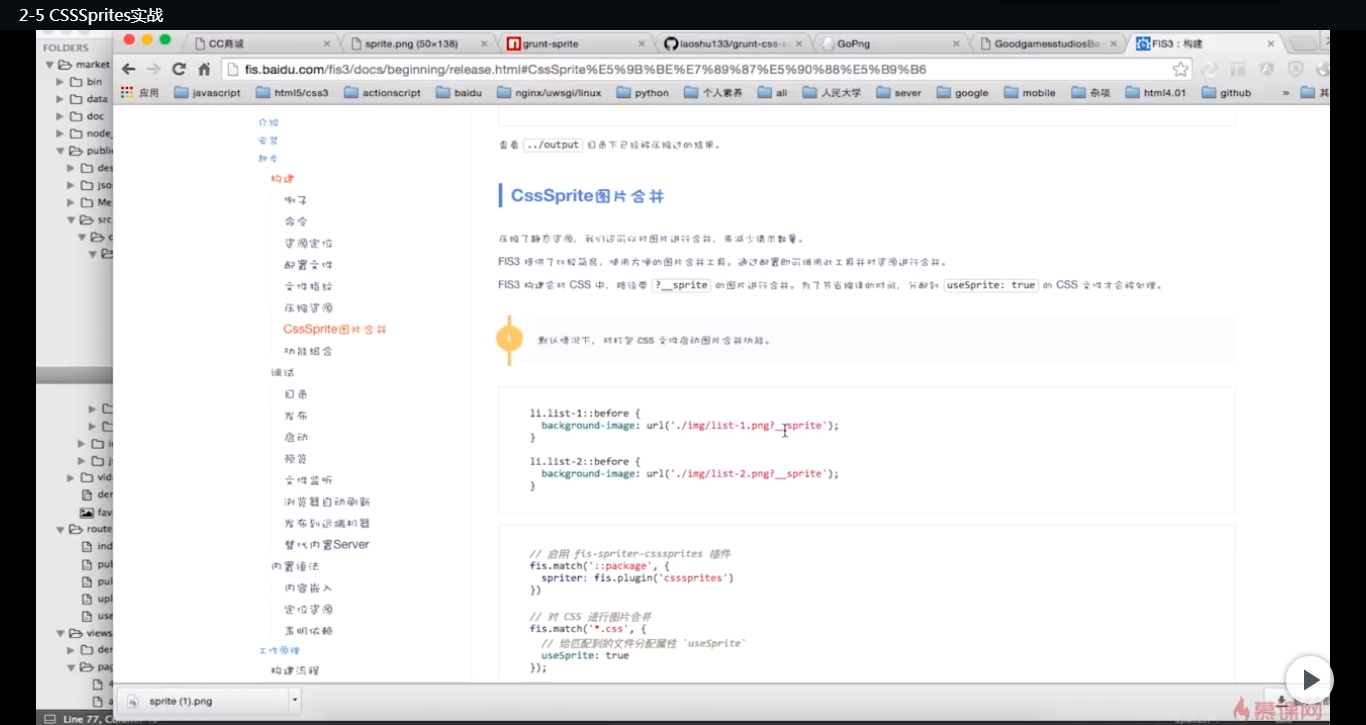 2-5 CSSSprites实战
FOLDERS
market
bin
data
doc
node_
public
des
jso
Me
src
c
in
j
vid
der
fav
route
ind
put
pul
upl
use
views
der
pag
4
a
Line 77, Column
CC商城
sprite.png (50×138)
grunt-sprite
laoshu133/grunt-css-s
GoPng
GoodgamesstudiosBa
FIS3：构建
fis.baidu.com/fis3/docs/beginning/release.html#CssSprite%E5%9B%BE%E7%89%87%E5%90%88%E5%B9%B6
应用
javascript
html5/css3
actionscript
baidu
nginx/uwsgi/linux
python
个人素养
ali
人民大学
sever
google
mobile
杂项
html4.01
github
»
其
介绍
安装
初步
构建
例子
命令
资源定位
配置文件
文件指纹
压缩资源
CssSprite图片合并
功能组合
调试
目录
发布
启动
预览
文件监听
浏览器自动刷新
发布到远端机器
替代内置Server
内置语法
内容嵌入
定位资源
声明依赖
工作原理
构建流程
查看 ../output 目录下已经被压缩过的结果。
CssSprite图片合并
压缩了静态资源，我们还可以对图片进行合并，来减少请求数量。
FIS3 提供了比较简易、使用方便的图片合并工具。通过配置即可调用此工具并对资源进行合并。
FIS3 构建会对 CSS 中，路径带 ?__sprite 的图片进行合并。为了节省编译的时间，分配到 useSprite: true 的 CSS 文件才会被处理。
默认情况下，对打包 css 文件启动图片合并功能。
li.list-1::before {
background-image: url('./img/list-1.png?__sprite');
}
li.list-2::before {
background-image: url('./img/list-2.png?__sprite');
}
// 启用 fis-spriter-csssprites 插件
fis.match('::package', {
spriter: fis.plugin('csssprites')
})
// 对 CSS 进行图片合并
fis.match('*.css', {
// 给匹配到的文件分配属性 `useSprite`
useSprite: true
});
sprite (1).png
慕课网